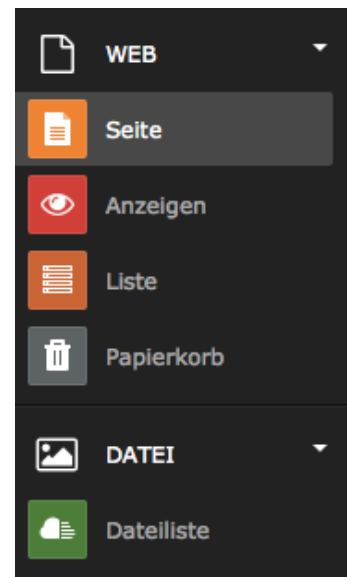 WEB
Seite
Anzeigen
Liste
Papierkorb
DATEI
Dateiliste